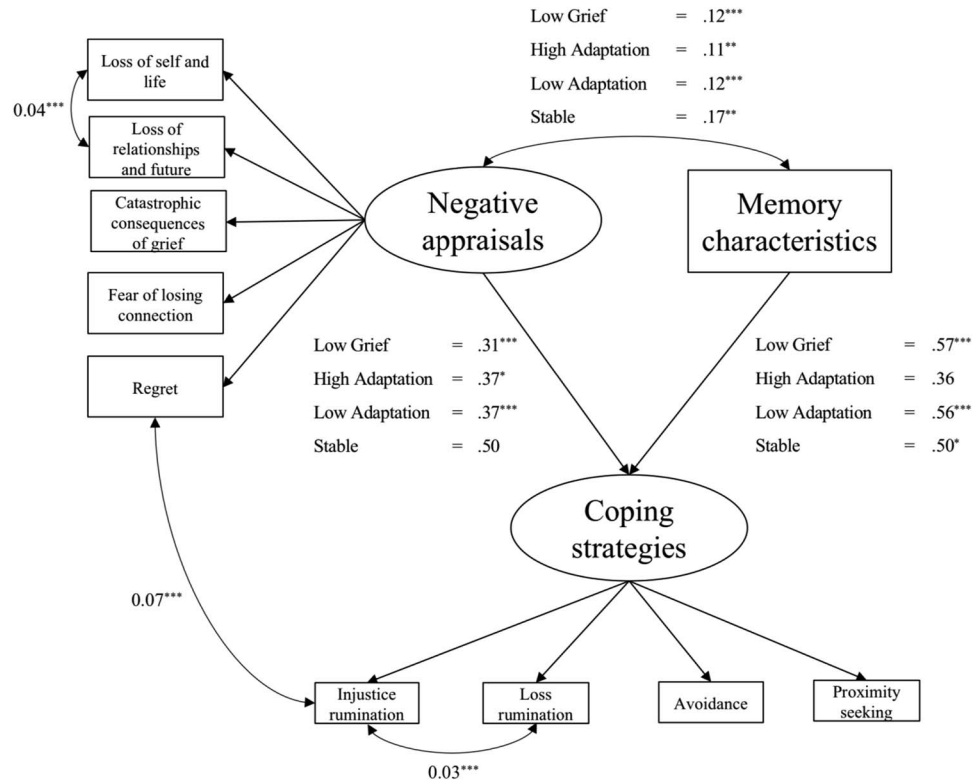 Low Grief = .12***
High Adaptation = .11**
Low Adaptation = .12***
Stable = .17**
Loss of self and
life
0.04***
Loss of
relationships
and future
Catastrophic
consequences
of grief
Fear of losing
connection
Regret
Negative
appraisals
Memory
characteristics
Low Grief = .31***
High Adaptation = .37*
Low Adaptation = .37***
Stable = .50
Low Grief = .57***
High Adaptation = .36
Low Adaptation = .56***
Stable = .50*
Coping
strategies
0.07***
Injustice
rumination
Loss
rumination
Avoidance
Proximity
seeking
0.03***